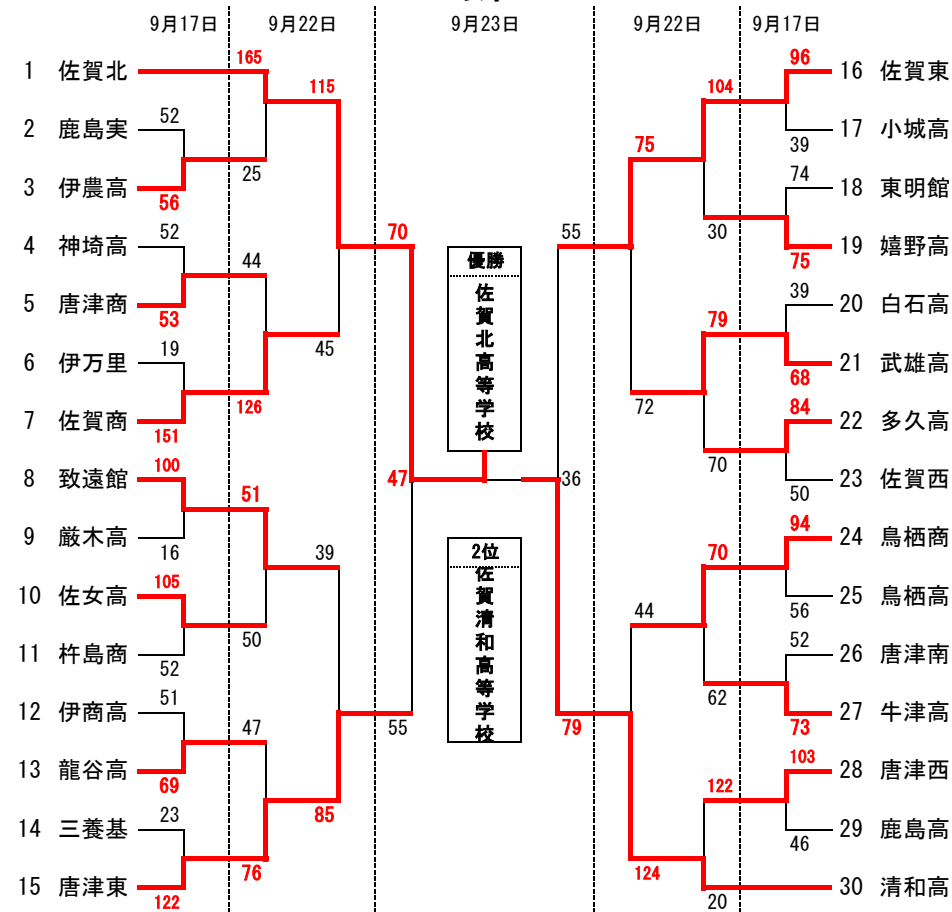 9月17日 9月22日 9月23日 9月22日 9月17日
165 96
1 佐賀北 16 佐賀東
115 104
2 鹿島実 52 17 小城高
75 39
25 74
3 伊農高 18 東明館
56
52 70 55 30
4 神埼高 44 19 嬉野高
優勝 75
39
5 唐津商 20 白石高
53 79
19 45
6 伊万里 21 武雄高
68
126 72 84
7 佐賀商 22 多久高
151
佐賀北高等学校
100 70
8 致遠館 47 36 23 佐賀西
51 50
94
9 厳木高 24 鳥栖商
16 39 2位 70
105
10 佐女高 25 鳥栖高
56
50 44 52
11 杵島商 26 唐津南
52
51 62
12 伊商高 47 55 79 27 牛津高
73
佐賀清和高等学校
103
13 龍谷高 28 唐津西
69 122
23 85
14 三養基 29 鹿島高
46
76 124
15 唐津東 30 清和高
122 20